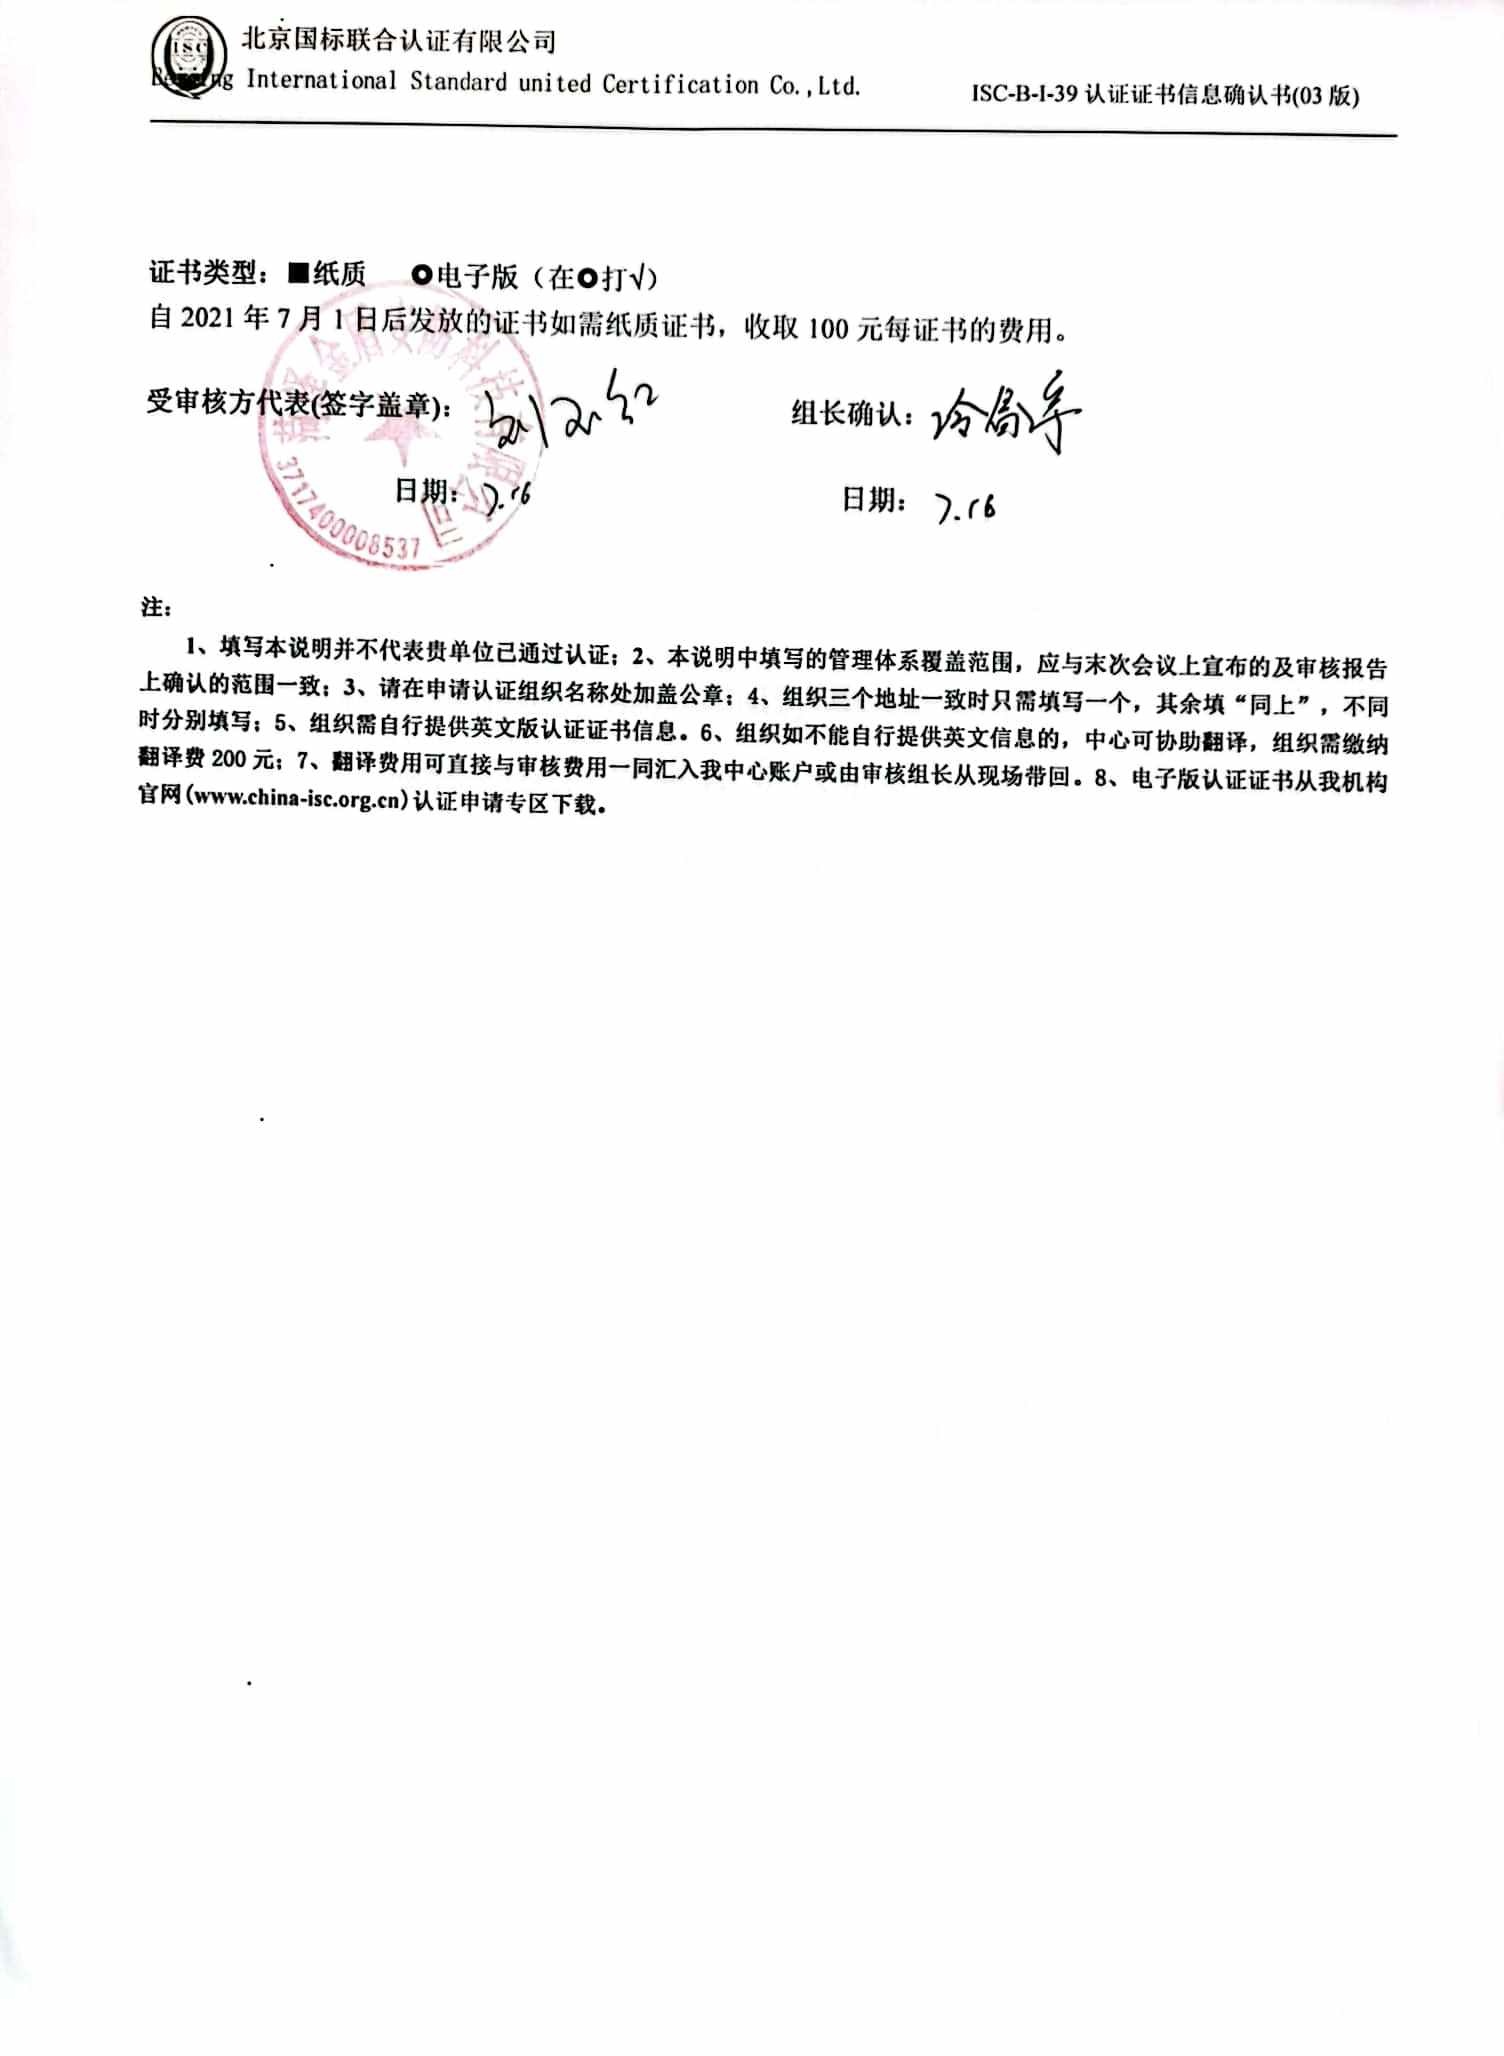 北京国标联合认证有限公司
ISC
Beijing International Standard united Certification Co.,Ltd.
ISC-B-I-39 认证证书信息确认书(03 版)
证书类型：■纸质 O电子版（在O打√）
自 2021 年 7 月 1 日后发放的证书如需纸质证书，收取 100 元每证书的费用。
受审核方代表(签字盖章)：
组长确认：
日期：7.16
日期：7.16
金盾安防科技有限公司
3717400008537
注：
1、填写本说明并不代表贵单位已通过认证；2、本说明中填写的管理体系覆盖范围，应与末次会议上宣布的及审核报告
上确认的范围一致；3、请在申请认证组织名称处加盖公章；4、组织三个地址一致时只需填写一个，其余填“同上”，不同
时分别填写；5、组织需自行提供英文版认证证书信息。6、组织如不能自行提供英文信息的，中心可协助翻译，组织需缴纳
翻译费 200 元；7、翻译费用可直接与审核费用一同汇入我中心账户或由审核组长从现场带回。8、电子版认证证书从我机构
官网(www.china-isc.org.cn)认证申请专区下载。